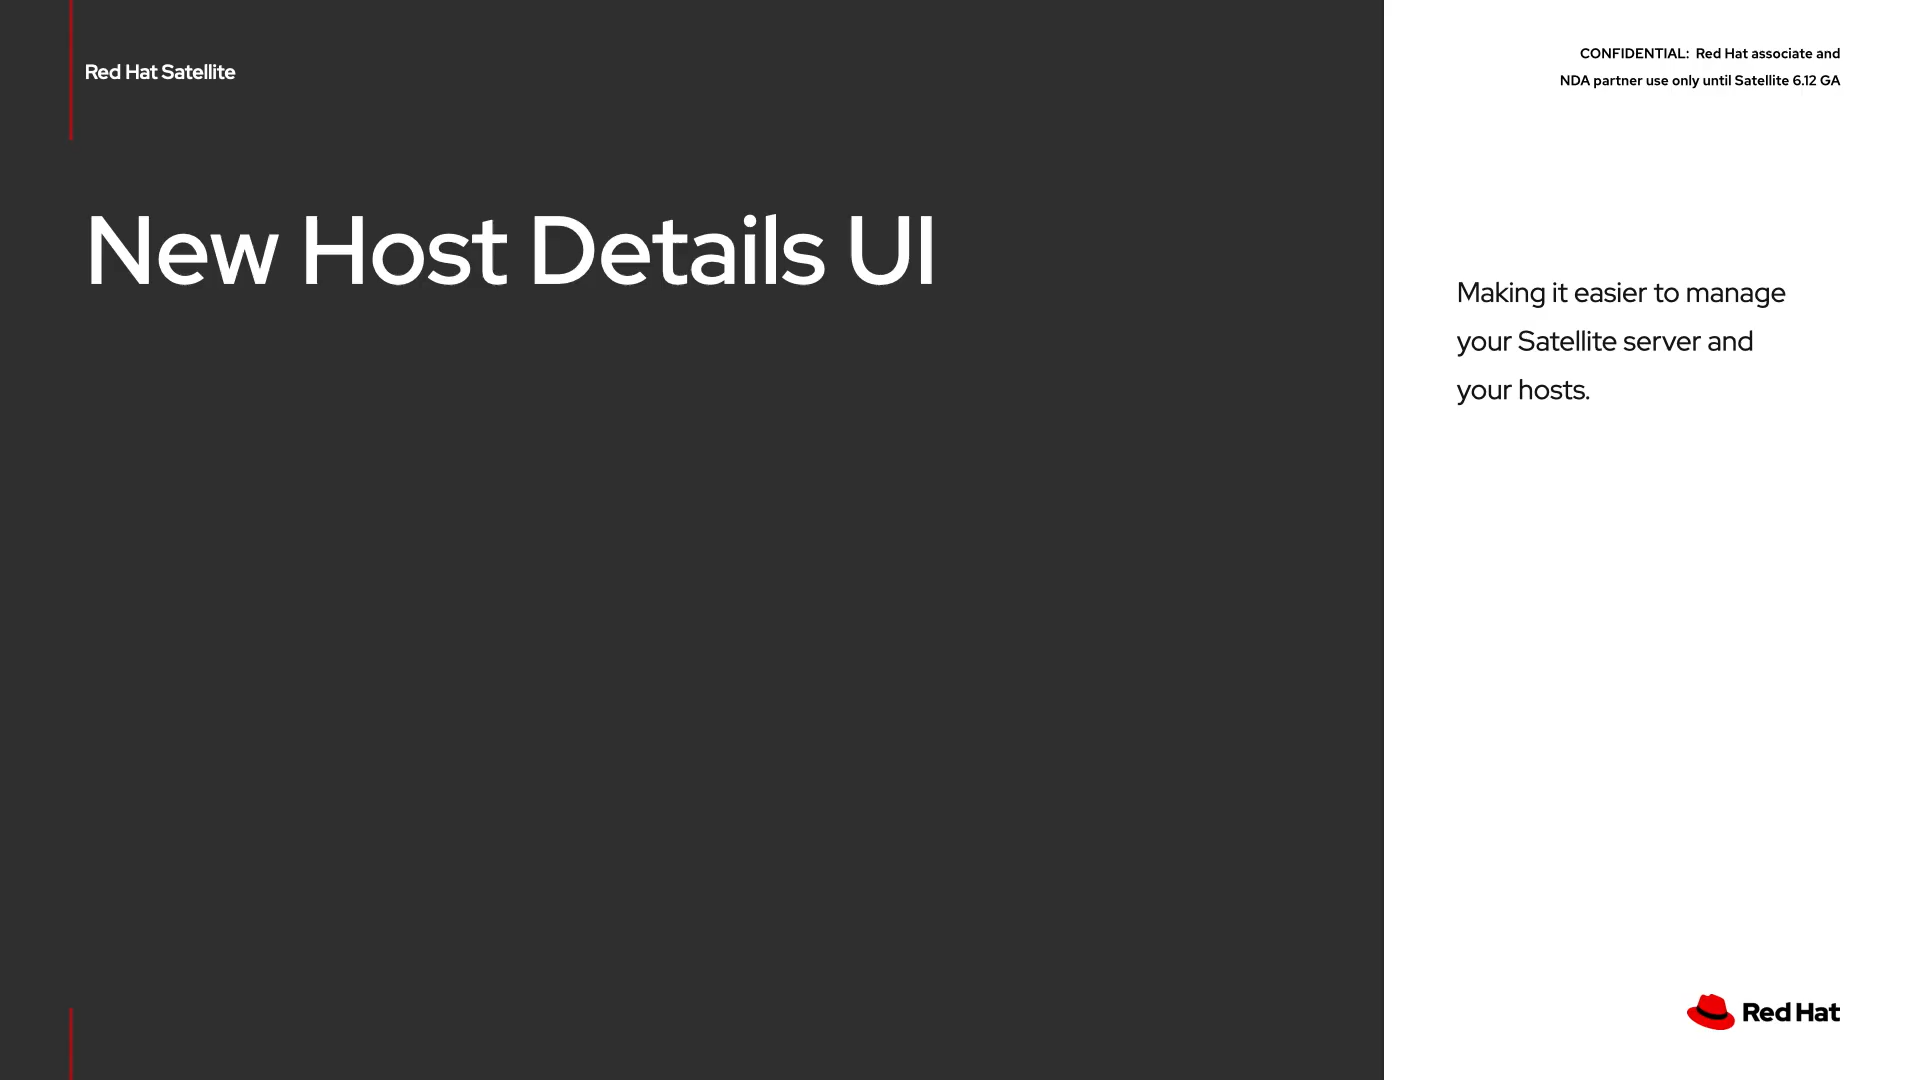 Red Hat Satellite
CONFIDENTIAL: Red Hat associate and
NDA partner use only until Satellite 6.12 GA
New Host Details UI
Making it easier to manage
your Satellite server and
your hosts.
Red Hat